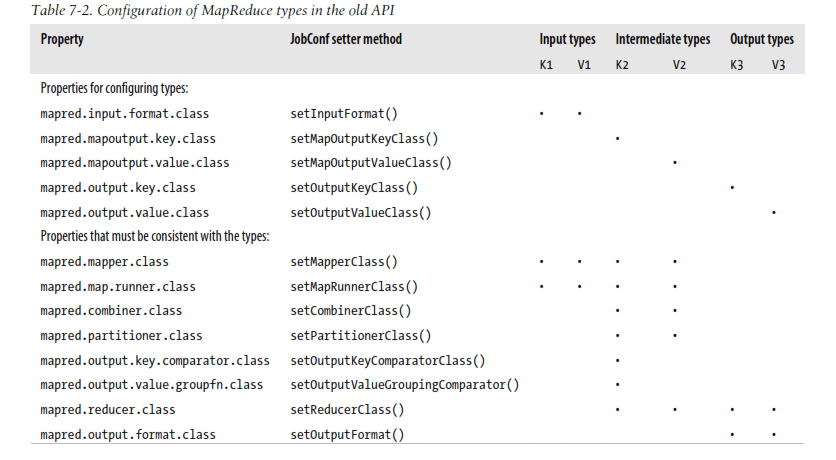 Table 7-2. Configuration of MapReduce types in the old API
Property JobConf setter method Input types Intermediate types Output types
K1 V1 K2 V2 K3 V3
Properties for configuring types:
mapred.input.format.class setInputFormat() • •
mapred.mapoutput.key.class setMapOutputKeyClass() •
mapred.mapoutput.value.class setMapOutputValueClass() •
mapred.output.key.class setOutputKeyClass() •
mapred.output.value.class setOutputValueClass() •
Properties that must be consistent with the types:
mapred.mapper.class setMapperClass() • • • •
mapred.map.runner.class setMapRunnerClass() • • • •
mapred.combiner.class setCombinerClass() • •
mapred.partitioner.class setPartitionerClass() • •
mapred.output.key.comparator.class setOutputKeyComparatorClass() •
mapred.output.value.groupfn.class setOutputValueGroupingComparator() •
mapred.reducer.class setReducerClass() • • • •
mapred.output.format.class setOutputFormat() • •